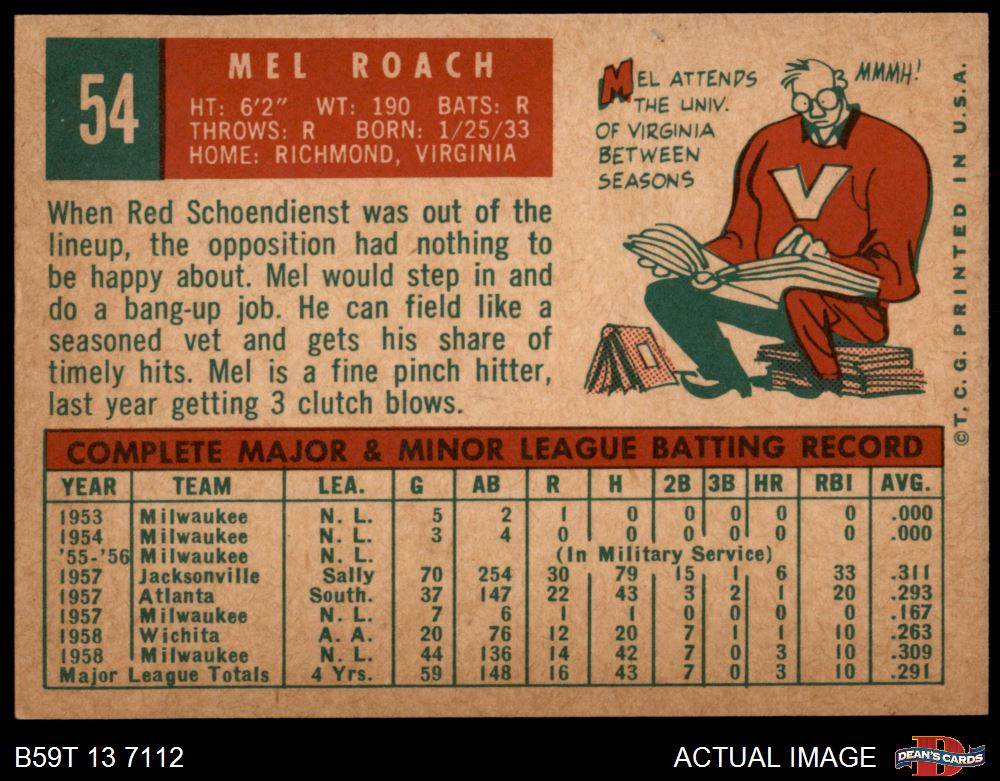 54
MEL ROACH
HT: 6'2" WT: 190 BATS: R
THROWS: R BORN: 1/25/33
HOME: RICHMOND, VIRGINIA
MEL ATTENDS
THE UNIV.
OF VIRGINIA
BETWEEN
SEASONS
MMMH!
V
When Red Schoendienst was out of the
lineup, the opposition had nothing to
be happy about. Mel would step in and
do a bang-up job. He can field like a
seasoned vet and gets his share of
timely hits. Mel is a fine pinch hitter,
last year getting 3 clutch blows.
©T.C.G. PRINTED IN U.S.A.
COMPLETE MAJOR & MINOR LEAGUE BATTING RECORD
YEAR TEAM LEA. G AB R H 2B 3B HR RBI AVG.
1953 Milwaukee N. L. 5 2 1 0 0 0 0 0 .000
1954 Milwaukee N. L. 3 4 0 0 0 0 0 0 .000
'55-'56 Milwaukee N. L. (In Military Service)
1957 Jacksonville Sally 70 254 30 79 15 1 6 33 .311
1957 Atlanta South. 37 147 22 43 3 2 1 20 .293
1957 Milwaukee N. L. 7 6 1 1 0 0 0 0 .167
1958 Wichita A. A. 20 76 12 20 7 1 1 10 .263
1958 Milwaukee N. L. 44 136 14 42 7 0 3 10 .309
Major League Totals 4 Yrs. 59 148 16 43 7 0 3 10 .291
B59T 13 7112
ACTUAL IMAGE
DEAN'S CARDS